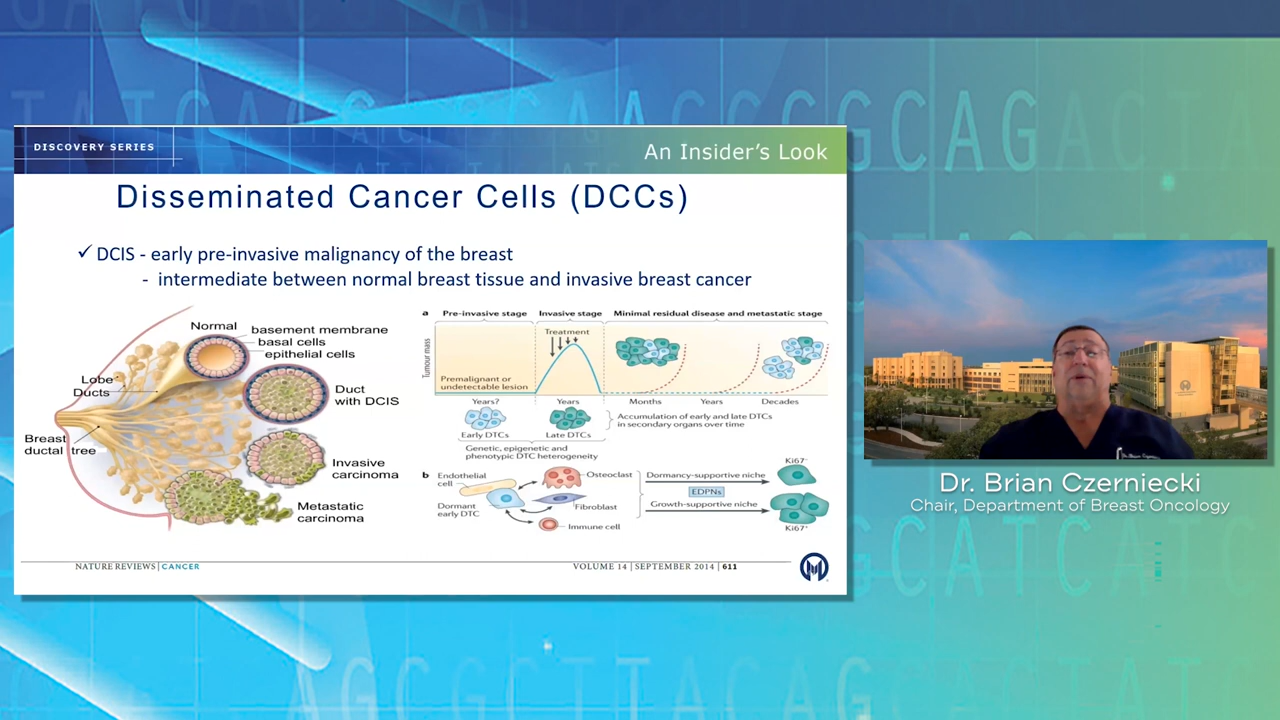 DISCOVERY SERIES
An Insider's Look
Disseminated Cancer Cells (DCCs)
✓ DCIS - early pre-invasive malignancy of the breast
- intermediate between normal breast tissue and invasive breast cancer
Normal
basement membrane
basal cells
epithelial cells
Lobe
Ducts
Duct
with DCIS
Breast
ductal tree
Invasive
carcinoma
Metastatic
carcinoma
a Pre-invasive stage Invasive stage Minimal residual disease and metastatic stage
Tumour mass
Treatment
Premalignant or
undetectable lesion
Years? Years Months Years Decades
Early DTCs Late DTCs
Accumulation of early and late DTCs
in secondary organs over time
Genetic, epigenetic and
phenotypic DTC heterogeneity
b Endothelial
cell
Osteoclast
Dormant
early DTC
Fibroblast
Immune cell
Dormancy-supportive niche
EDPNs
Growth-supportive niche
Ki67⁻
Ki67⁺
NATURE REVIEWS | CANCER
VOLUME 14 | SEPTEMBER 2014 | 611
Dr. Brian Czerniecki
Chair, Department of Breast Oncology